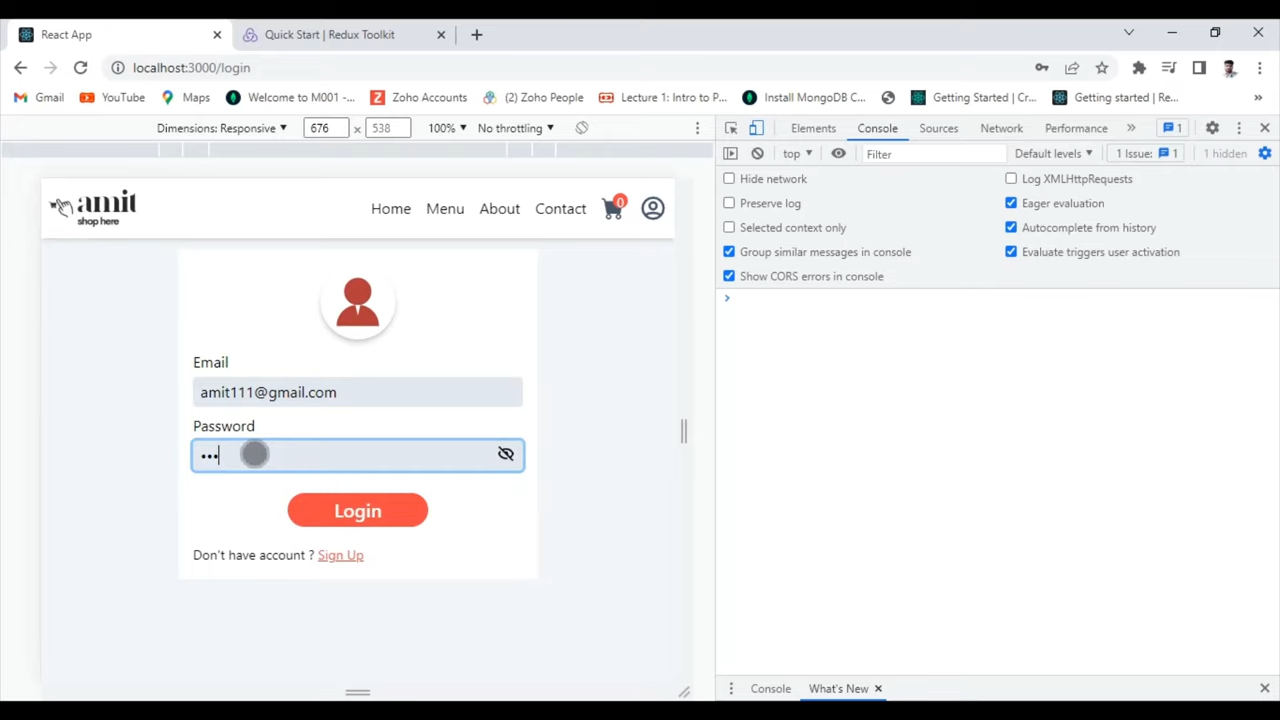 React App
Quick Start | Redux Toolkit
localhost:3000/login
Gmail
YouTube
Maps
Welcome to M001 -...
Zoho Accounts
(2) Zoho People
Lecture 1: Intro to P...
Install MongoDB C...
Getting Started | Cr...
Getting started | Re...
»
Dimensions: Responsive
676
x
538
100%
No throttling
Elements
Console
Sources
Network
Performance
»
1
top
Filter
Default levels
1 Issue:
1
1 hidden
Hide network
Log XMLHttpRequests
Preserve log
Eager evaluation
Selected context only
Autocomplete from history
Group similar messages in console
Evaluate triggers user activation
Show CORS errors in console
amit
shop here
Home
Menu
About
Contact
0
Email
amit111@gmail.com
Password
•••
Login
Don't have account ? Sign Up
Console
What's New